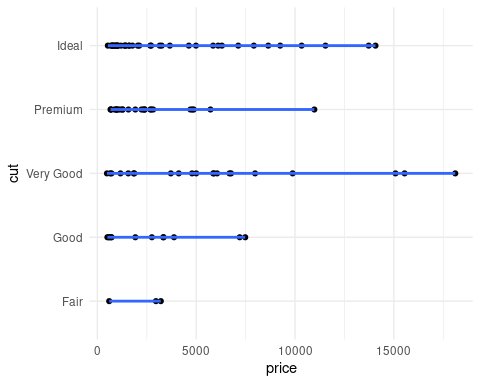 Ideal
Premium
Very Good
Good
Fair
cut
0 5000 10000 15000
price